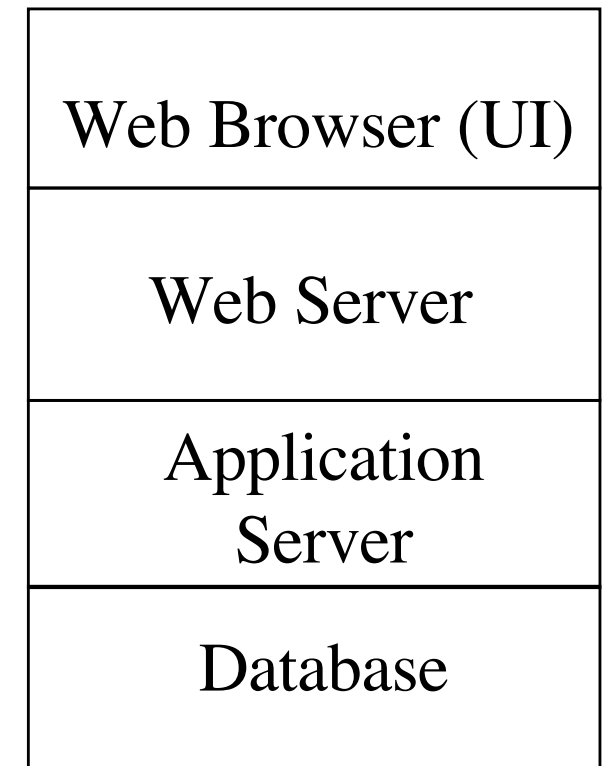 Web Browser (UI)
Web Server
Application
Server
Database